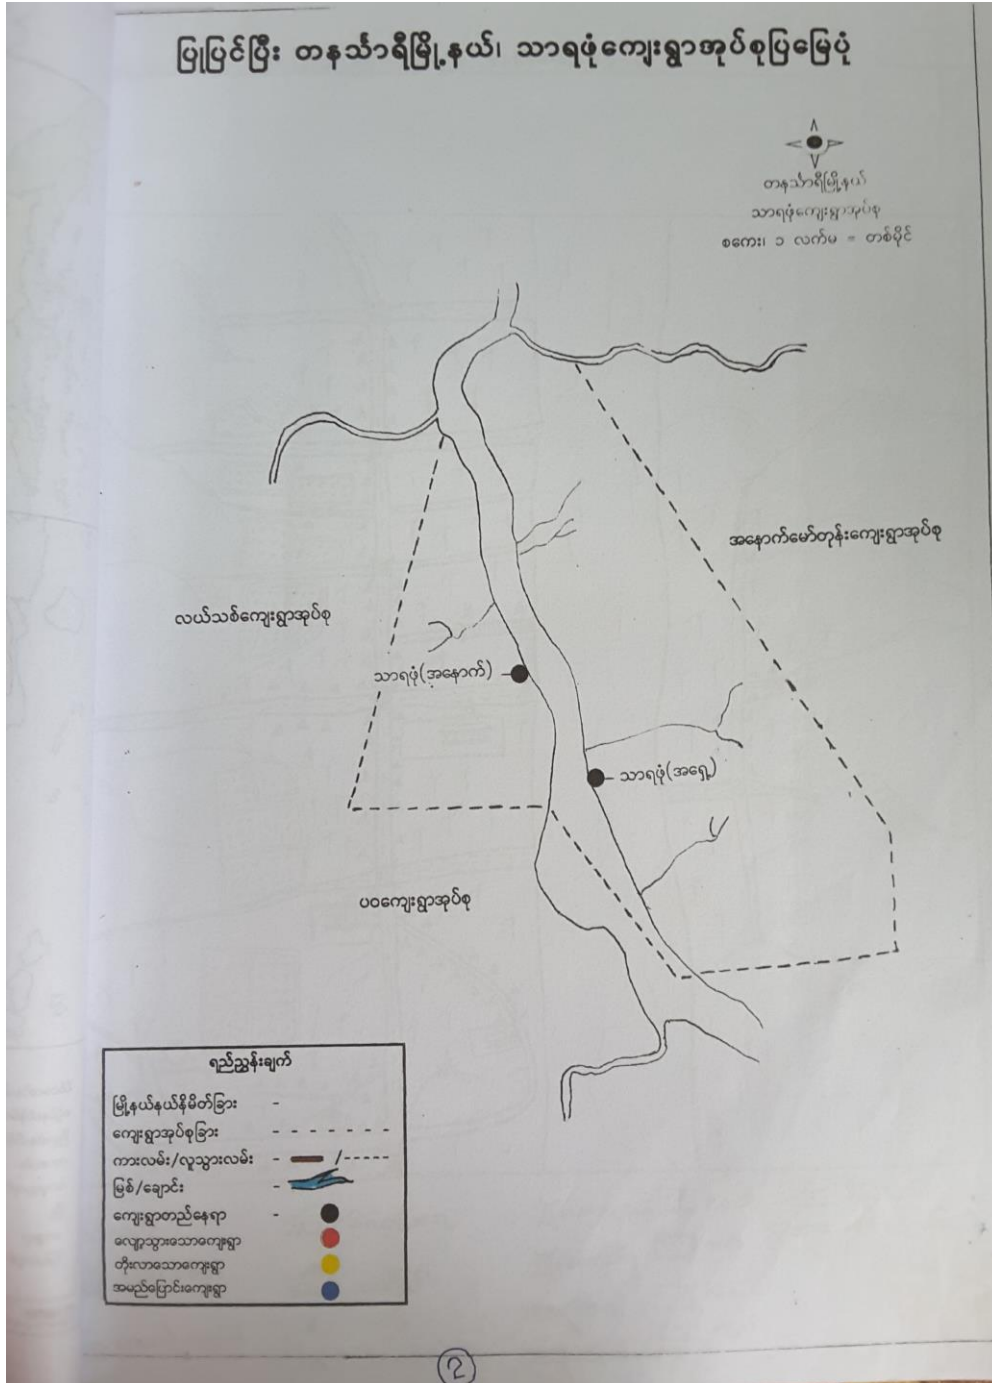 ပြုပြင်ပြီး တနင်္သာရီမြို့နယ်၊ သာရဖုံကျေးရွာအုပ်စုပြမြေပုံ
တနင်္သာရီမြို့နယ်
သာရဖုံကျေးရွာအုပ်စု
စကေး၊ ၁ လက်မ = တစ်မိုင်
အနောက်မော်တုန်းကျေးရွာအုပ်စု
လယ်သစ်ကျေးရွာအုပ်စု
သာရဖုံ(အနောက်)
သာရဖုံ(အရှေ့)
ပဝကျေးရွာအုပ်စု
ရည်ညွှန်းချက်
မြို့နယ်နယ်နိမိတ်ခြား -
ကျေးရွာအုပ်စုခြား - - - - - - -
ကားလမ်း/လူသွားလမ်း - /-----
မြစ်/ချောင်း -
ကျေးရွာတည်နေရာ -
လျော့သွားသောကျေးရွာ
တိုးလာသောကျေးရွာ
အမည်ပြောင်းကျေးရွာ
၇